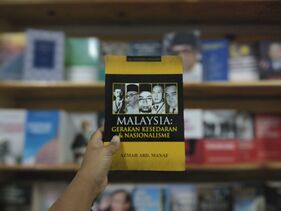 MALAYSIA:
GERAKAN KESEDARAN
& NASIONALISME
AZMAH ABD. MANAF